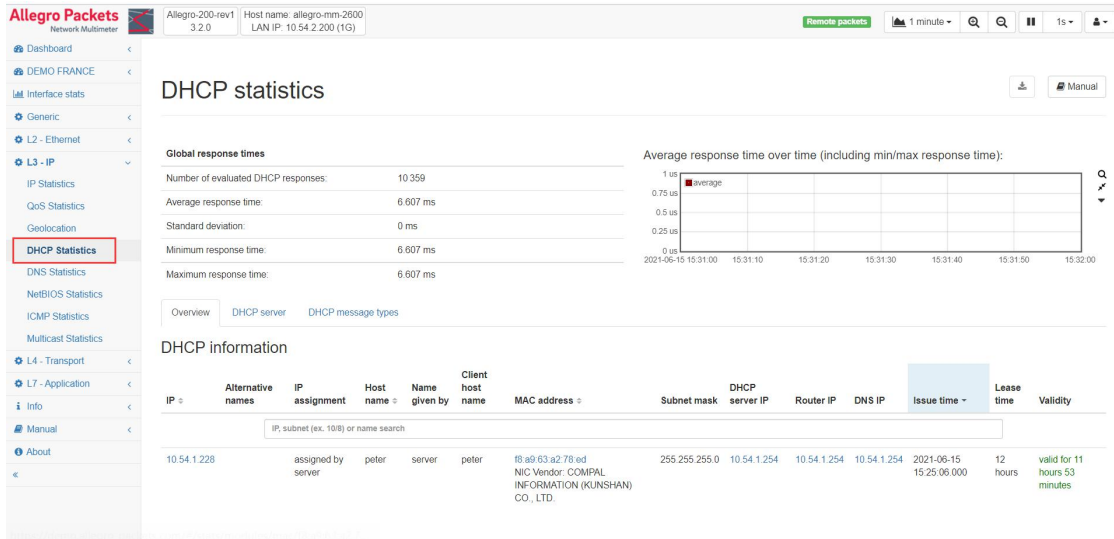 Allegro Packets
Network Multimeter
Allegro-200-rev1
3.2.0
Host name: allegro-mm-2600
LAN IP: 10.54.2.200 (1G)
Remote packets
1 minute
1s
Dashboard
DEMO FRANCE
Interface stats
Generic
L2 - Ethernet
L3 - IP
IP Statistics
QoS Statistics
Geolocation
DHCP Statistics
DNS Statistics
NetBIOS Statistics
ICMP Statistics
Multicast Statistics
L4 - Transport
L7 - Application
Info
Manual
About
«
DHCP statistics
Manual
Global response times
Number of evaluated DHCP responses: 10 359
Average response time: 6.607 ms
Standard deviation: 0 ms
Minimum response time: 6.607 ms
Maximum response time: 6.607 ms
Average response time over time (including min/max response time):
1 us
0.75 us
0.5 us
0.25 us
0 us
average
2021-06-15 15:31:00 15:31:10 15:31:20 15:31:30 15:31:40 15:31:50 15:32:00
Overview DHCP server DHCP message types
DHCP information
IP
Alternative names
IP assignment
Host name
Name given by
Client host name
MAC address
Subnet mask
DHCP server IP
Router IP
DNS IP
Issue time
Lease time
Validity
IP, subnet (ex. 10/8) or name search
10.54.1.228
assigned by server
peter
server
peter
f8:a9:63:a2:78:ed
NIC Vendor: COMPAL
INFORMATION (KUNSHAN)
CO., LTD.
255.255.255.0
10.54.1.254
10.54.1.254
10.54.1.254
2021-06-15
15:25:06.000
12 hours
valid for 11
hours 53
minutes